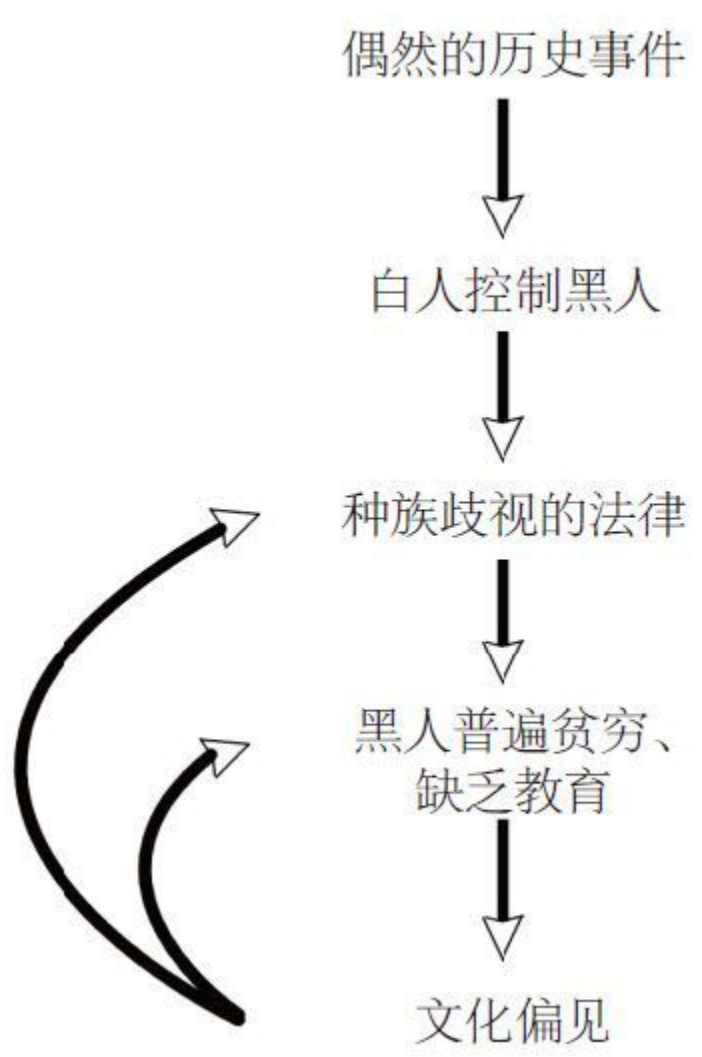 偶然的历史事件
白人控制黑人
种族歧视的法律
黑人普遍贫穷、
缺乏教育
文化偏见